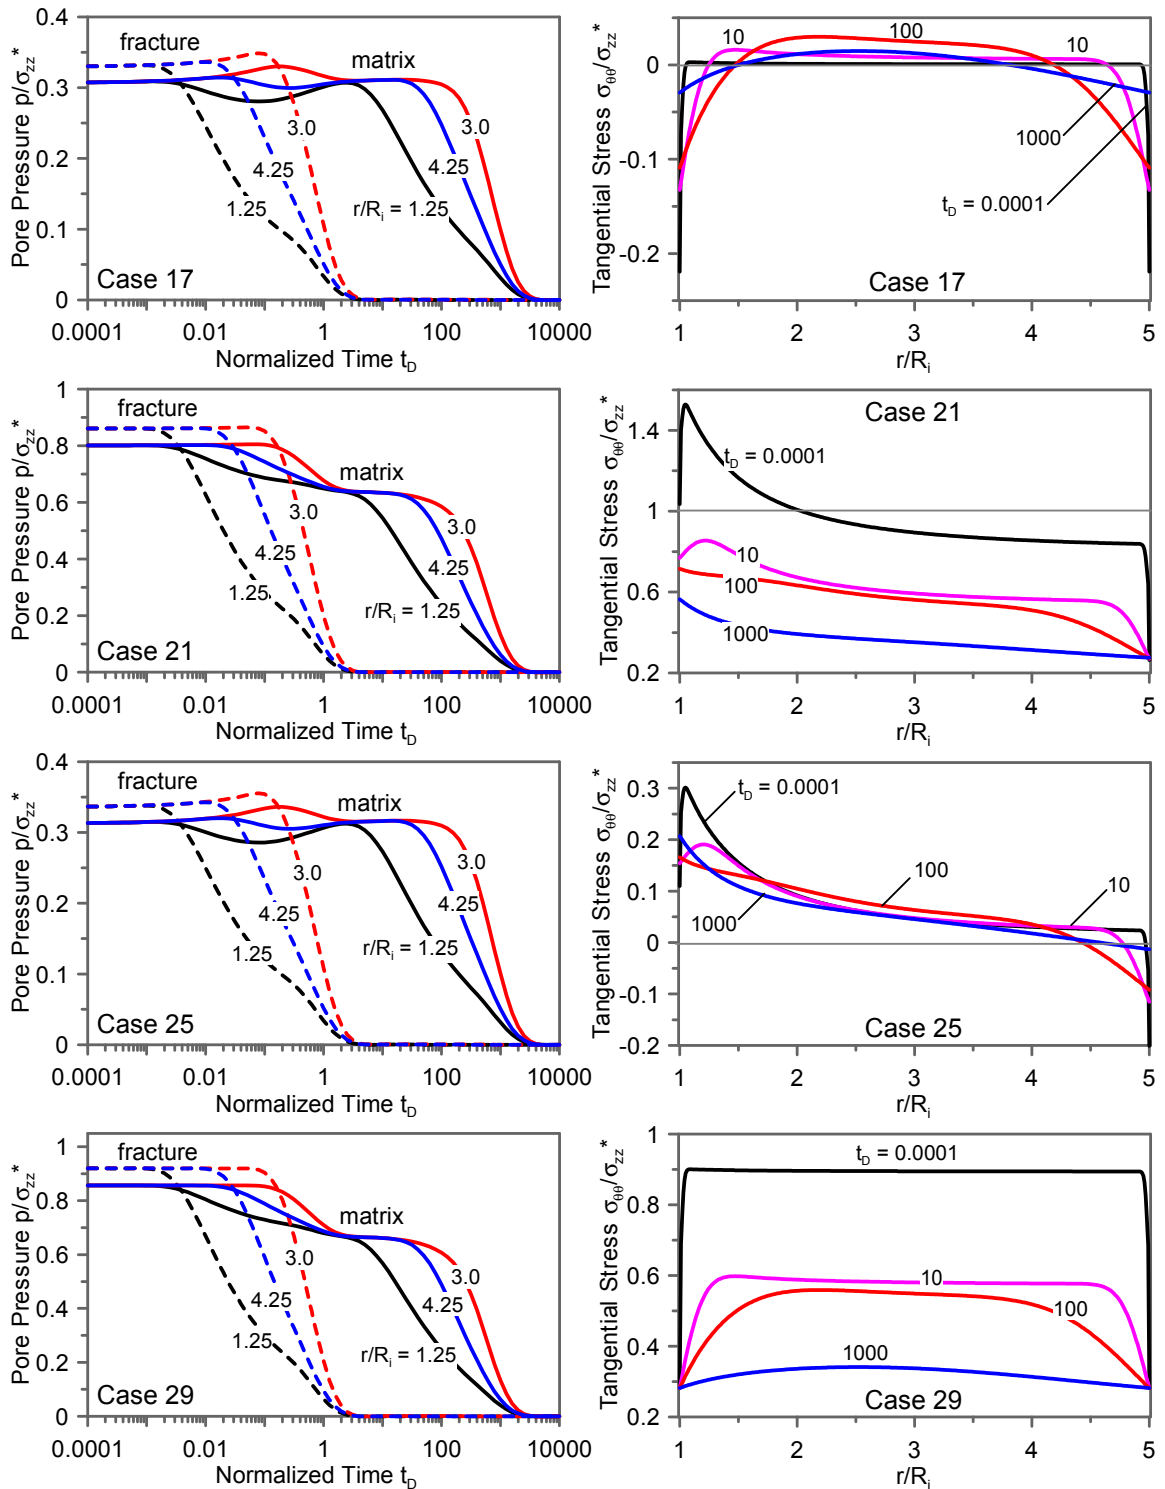 Pore Pressure p/σzz*
0.4
0.3
0.2
0.1
0
fracture
matrix
3.0
4.25
1.25
3.0
4.25
r/Ri = 1.25
Case 17
0.0001 0.01 1 100 10000
Normalized Time tD
Tangential Stress σθθ/σzz*
0
-0.1
-0.2
10
100
10
1000
tD = 0.0001
Case 17
1 2 3 4 5
r/Ri
Pore Pressure p/σzz*
1
0.8
0.6
0.4
0.2
0
fracture
matrix
3.0
4.25
1.25
3.0
4.25
r/Ri = 1.25
Case 21
0.0001 0.01 1 100 10000
Normalized Time tD
Tangential Stress σθθ/σzz*
1.4
1
0.6
0.2
Case 21
tD = 0.0001
10
100
1000
1 2 3 4 5
r/Ri
Pore Pressure p/σzz*
0.4
0.3
0.2
0.1
0
fracture
matrix
3.0
4.25
1.25
3.0
4.25
r/Ri = 1.25
Case 25
0.0001 0.01 1 100 10000
Normalized Time tD
Tangential Stress σθθ/σzz*
0.3
0.2
0.1
0
-0.1
-0.2
tD = 0.0001
100
10
1000
Case 25
1 2 3 4 5
r/Ri
Pore Pressure p/σzz*
1
0.8
0.6
0.4
0.2
0
fracture
matrix
3.0
4.25
1.25
3.0
4.25
r/Ri = 1.25
Case 29
0.0001 0.01 1 100 10000
Normalized Time tD
Tangential Stress σθθ/σzz*
1
0.8
0.6
0.4
0.2
tD = 0.0001
10
100
1000
Case 29
1 2 3 4 5
r/Ri